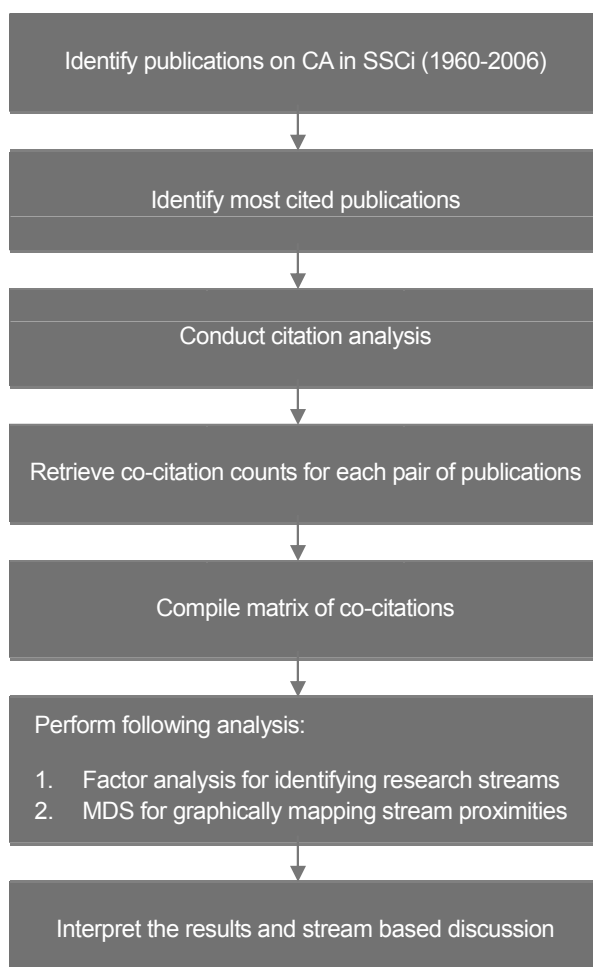 Identify publications on CA in SSCi (1960-2006)
Identify most cited publications
Conduct citation analysis
Retrieve co-citation counts for each pair of publications
Compile matrix of co-citations
Perform following analysis:
1. Factor analysis for identifying research streams
2. MDS for graphically mapping stream proximities
Interpret the results and stream based discussion